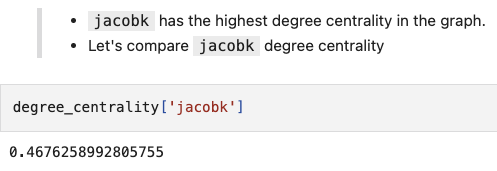 • jacobk has the highest degree centrality in the graph.
• Let's compare jacobk degree centrality
degree_centrality['jacobk']
0.4676258992805755